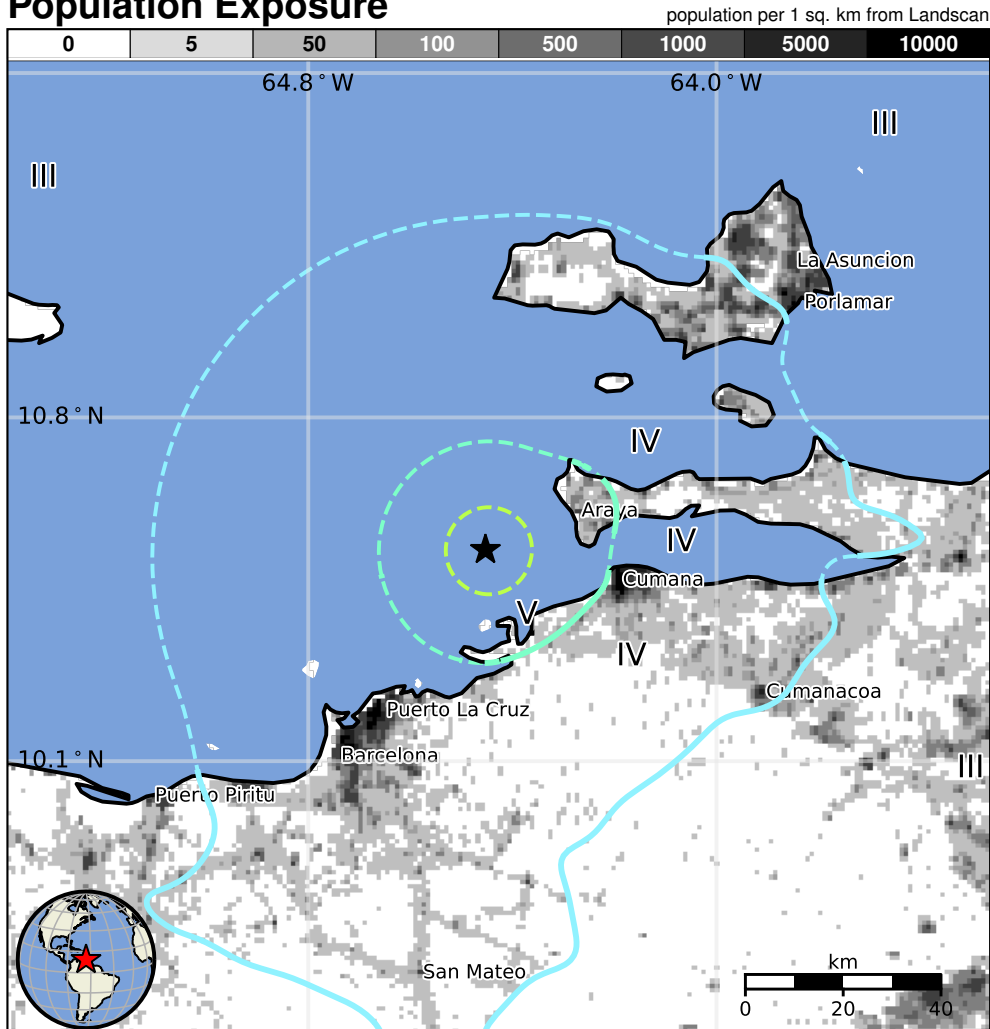 Population Exposure
population per 1 sq. km from Landscan
0 5 50 100 500 1000 5000 10000
64.8°W 64.0°W
III
III
La Asuncion
Porlamar
10.8°N
IV
Araya
IV
Cumana
V
IV
Cumanacoa
Puerto La Cruz
Barcelona
10.1°N
III
Puerto Piritu
San Mateo
km
0 20 40